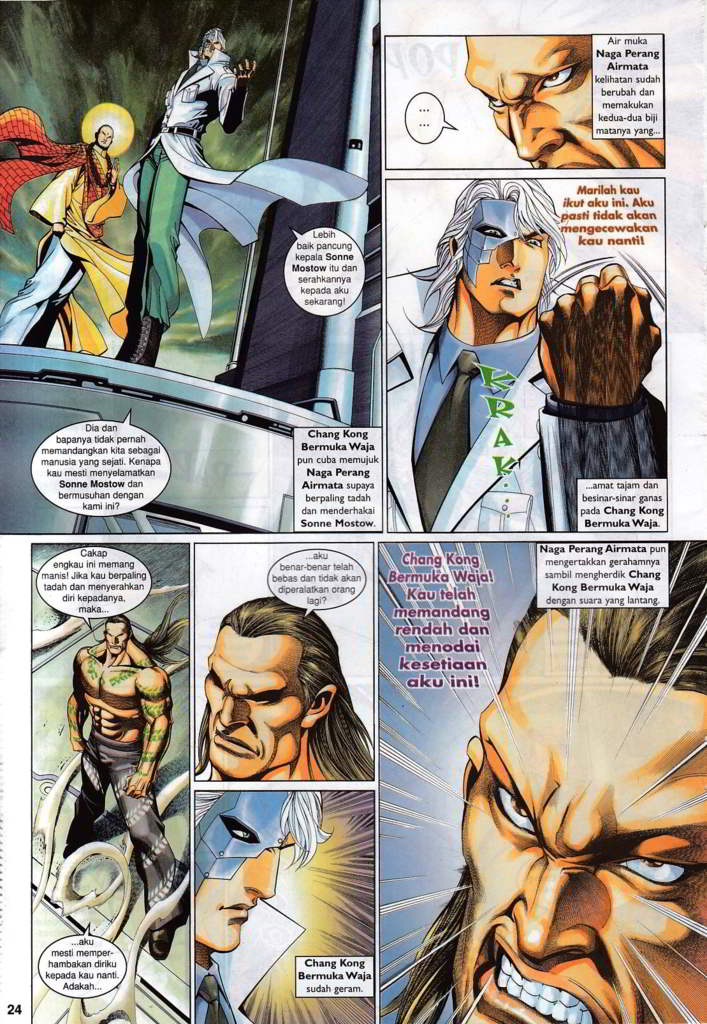 Lebih
baik pancung
kepala Sonne
Mostow itu dan
serahkannya
kepada aku
sekarang!
Dia dan
bapanya tidak pernah
memandangkan kita sebagai
manusia yang sejati. Kenapa
kau mesti menyelamatkan
Sonne Mostow dan
bermusuhan dengan
kami ini?
Chang Kong
Bermuka Waja
pun cuba memujuk
Naga Perang
Airmata supaya
berpaling tadah
dan menderhakai
Sonne Mostow.
Air muka
Naga Perang
Airmata
kelihatan sudah
berubah dan
memakukan
kedua-dua biji
matanya yang...
...
...
Marilah kau
ikut aku ini. Aku
pasti tidak akan
mengecewakan
kau nanti!
KRAK...
...amat tajam dan
besinar-sinar ganas
pada Chang Kong
Bermuka Waja.
Cakap
engkau ini memang
manis! Jika kau berpaling
tadah dan menyerahkan
diri kepadanya,
maka...
...aku
mesti memper-
hambakan diriku
kepada kau nanti.
Adakah...
...aku
benar-benar telah
bebas dan tidak akan
diperalatkan orang
lagi?
Chang Kong
Bermuka Waja
sudah geram.
Chang Kong
Bermuka Waja!
Kau telah
memandang
rendah dan
menodai
kesetiaan
aku ini!
Naga Perang Airmata pun
mengertakkan gerahamnya
sambil mengherdik Chang
Kong Bermuka Waja
dengan suara yang lantang.
24